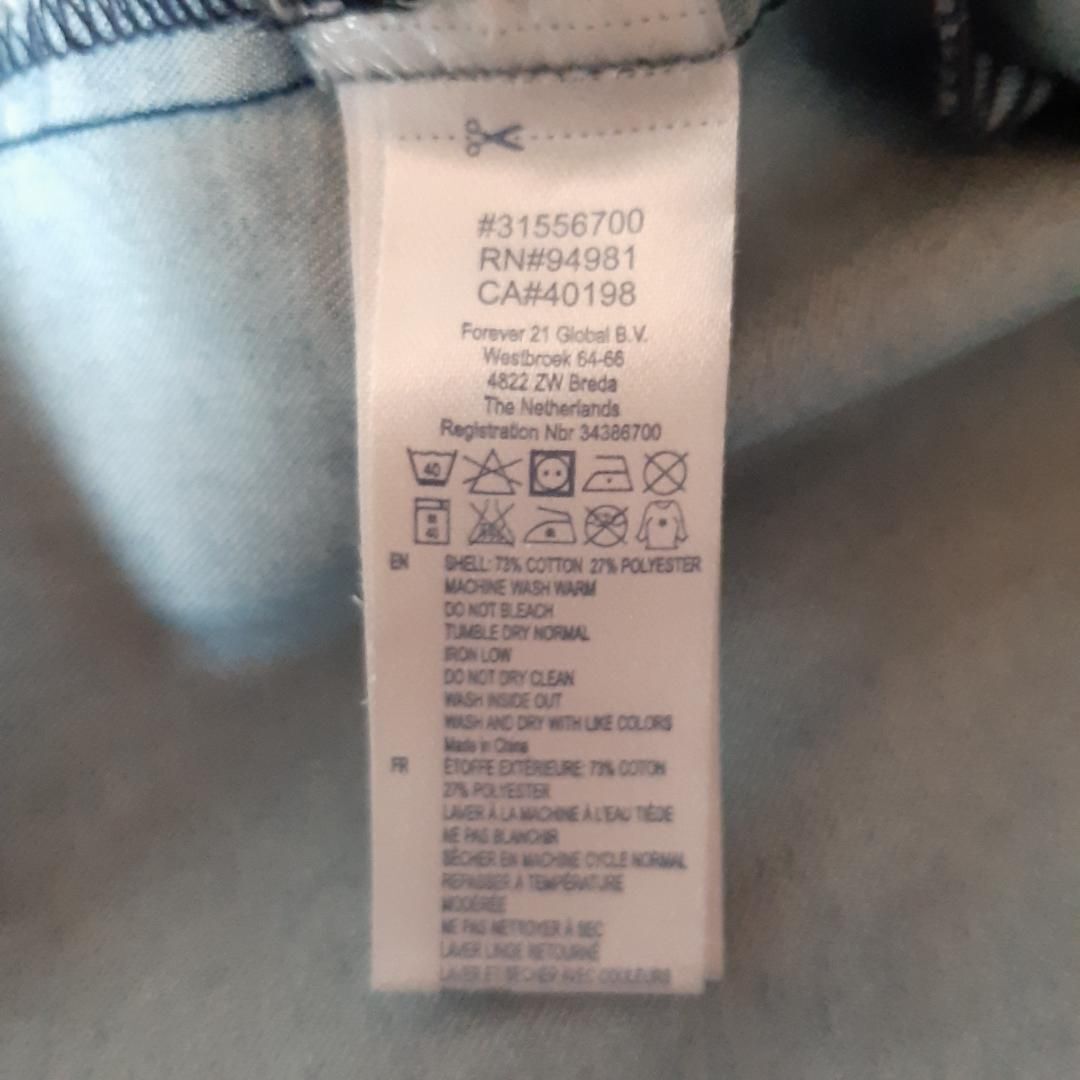 #31556700
RN#94981
CA#40198
Forever 21 Global B.V.
Westbroek 64-66
4822 ZW Breda
The Netherlands
Registration Nbr 34386700
40
40
EN SHELL: 73% COTTON 27% POLYESTER
MACHINE WASH WARM
DO NOT BLEACH
TUMBLE DRY NORMAL
IRON LOW
DO NOT DRY CLEAN
WASH INSIDE OUT
WASH AND DRY WITH LIKE COLORS
Made in China
FR ÉTOFFE EXTÉRIEURE: 73% COTON
27% POLYESTER
LAVER À LA MACHINE À L'EAU TIÈDE
NE PAS BLANCHIR
SÉCHER EN MACHINE CYCLE NORMAL
REPASSER À TEMPÉRATURE
MODÉRÉE
NE PAS NETTOYER À SEC
LAVER LINGE RETOURNÉ
LAVER ET SÉCHER AVEC COULEURS